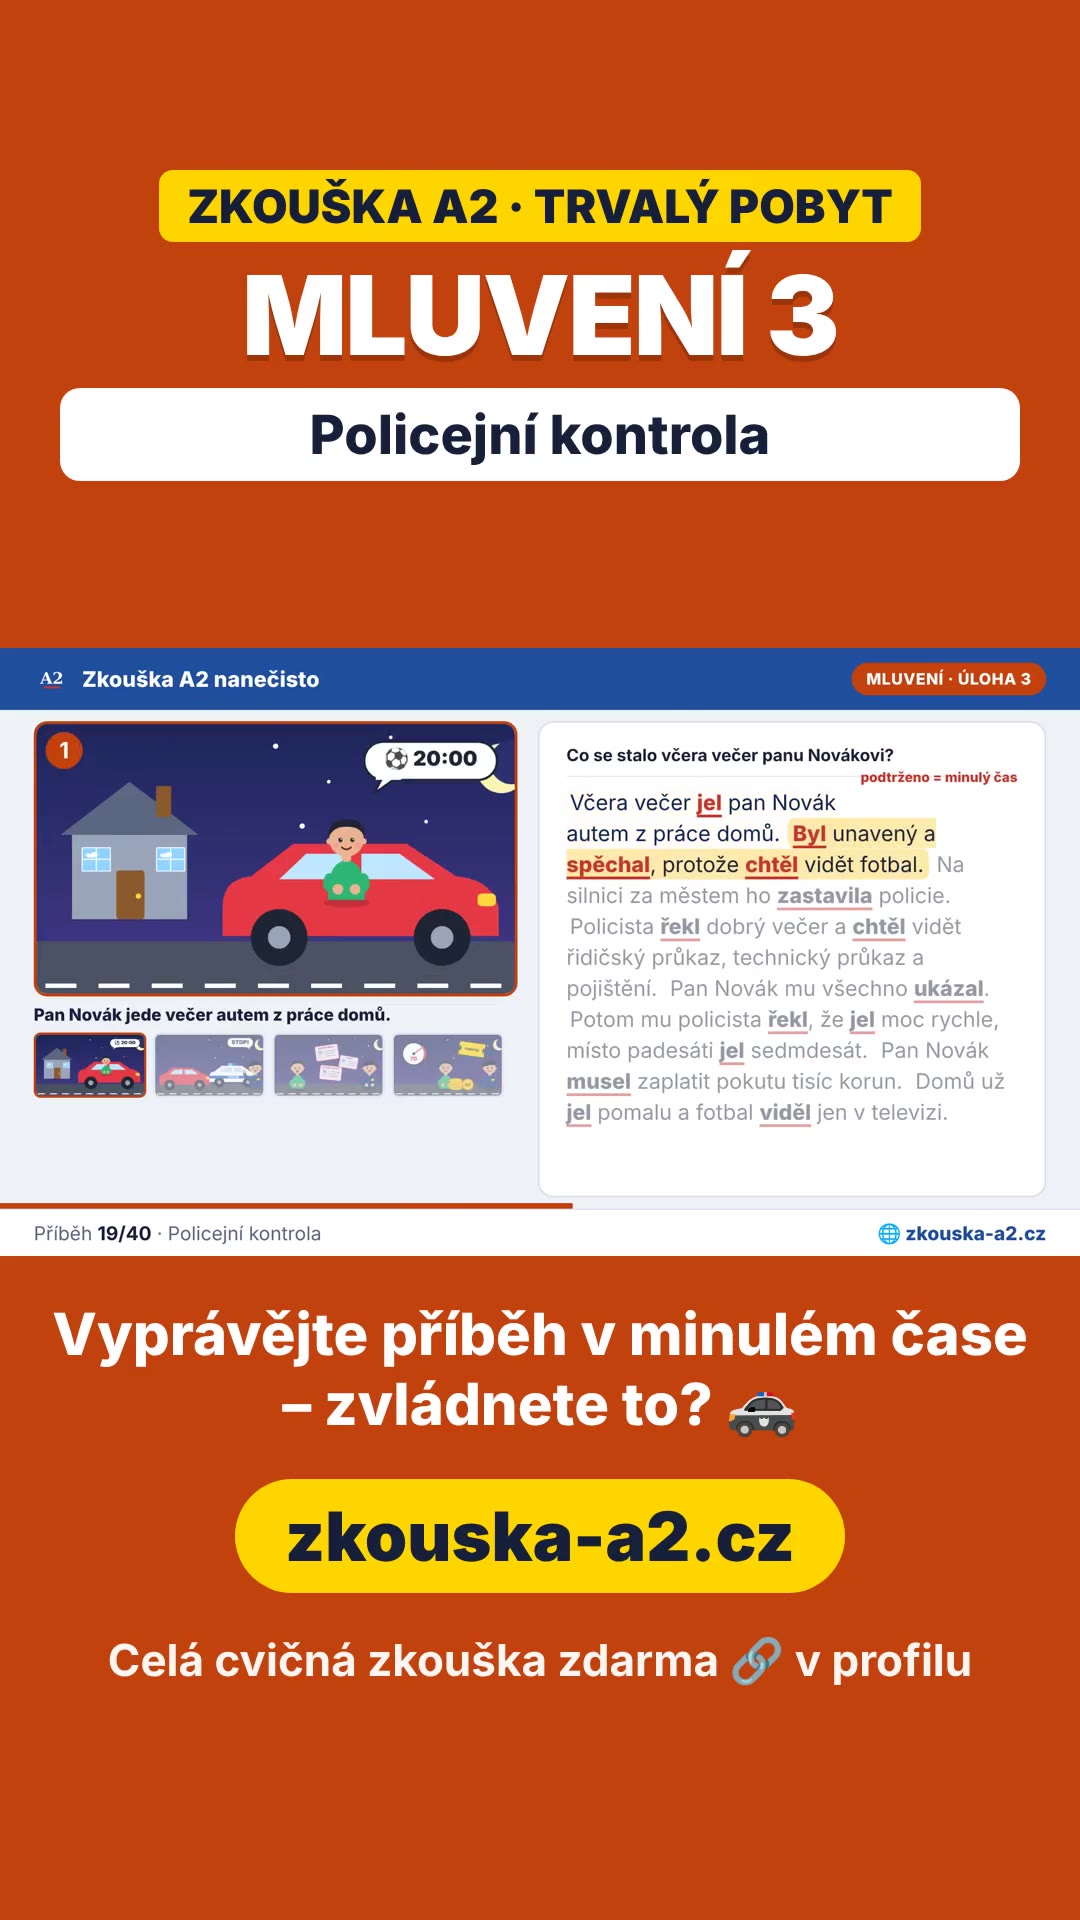 ZKOUŠKA A2 · TRVALÝ POBYT
MLUVENÍ 3
Policejní kontrola
A2 Zkouška A2 nanečisto
MLUVENÍ · ÚLOHA 3
1
⚽ 20:00
Pan Novák jede večer autem z práce domů.
20:00
STOP!
70
Co se stalo včera večer panu Novákovi?
podtrženo = minulý čas
Včera večer jel pan Novák
autem z práce domů. Byl unavený a
spěchal, protože chtěl vidět fotbal. Na
silnici za městem ho zastavila policie.
Policista řekl dobrý večer a chtěl vidět
řidičský průkaz, technický průkaz a
pojištění. Pan Novák mu všechno ukázal.
Potom mu policista řekl, že jel moc rychle,
místo padesáti jel sedmdesát. Pan Novák
musel zaplatit pokutu tisíc korun. Domů už
jel pomalu a fotbal viděl jen v televizi.
Příběh 19/40 · Policejní kontrola
🌐 zkouska-a2.cz
Vyprávějte příběh v minulém čase
– zvládnete to? 🚓
zkouska-a2.cz
Celá cvičná zkouška zdarma 🔗 v profilu